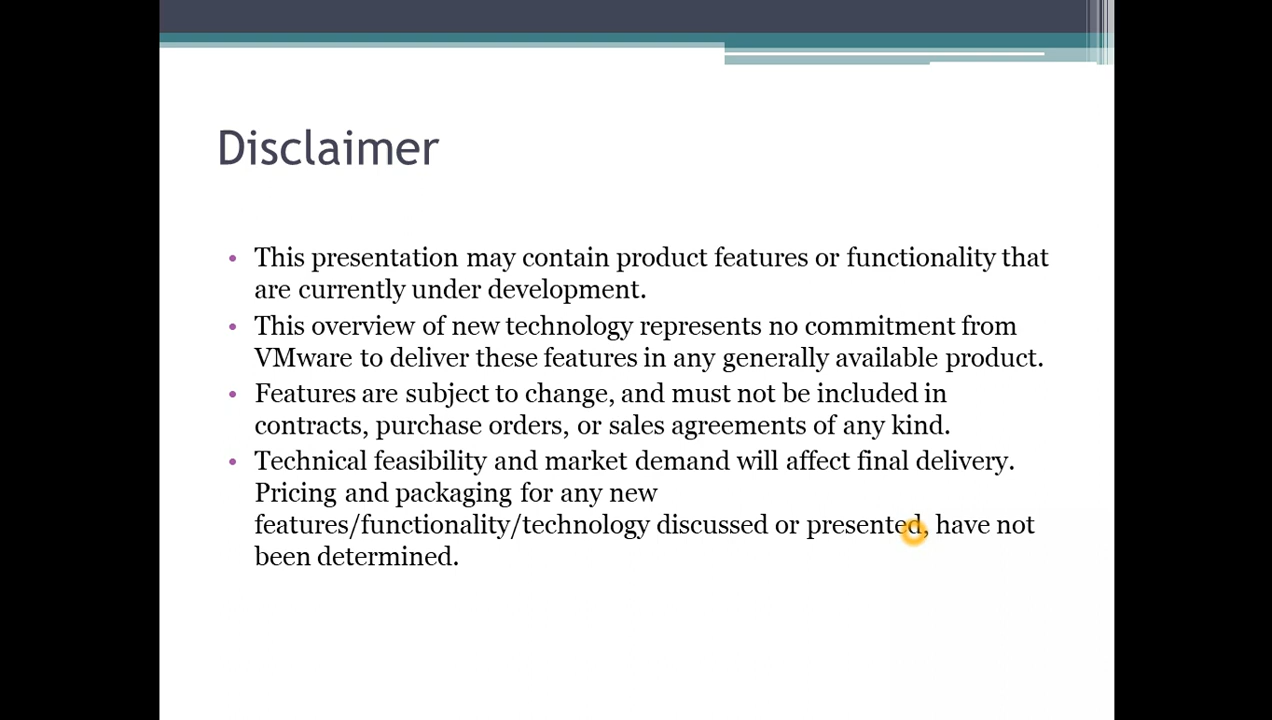 Disclaimer
• This presentation may contain product features or functionality that
are currently under development.
• This overview of new technology represents no commitment from
VMware to deliver these features in any generally available product.
• Features are subject to change, and must not be included in
contracts, purchase orders, or sales agreements of any kind.
• Technical feasibility and market demand will affect final delivery.
Pricing and packaging for any new
features/functionality/technology discussed or presented, have not
been determined.